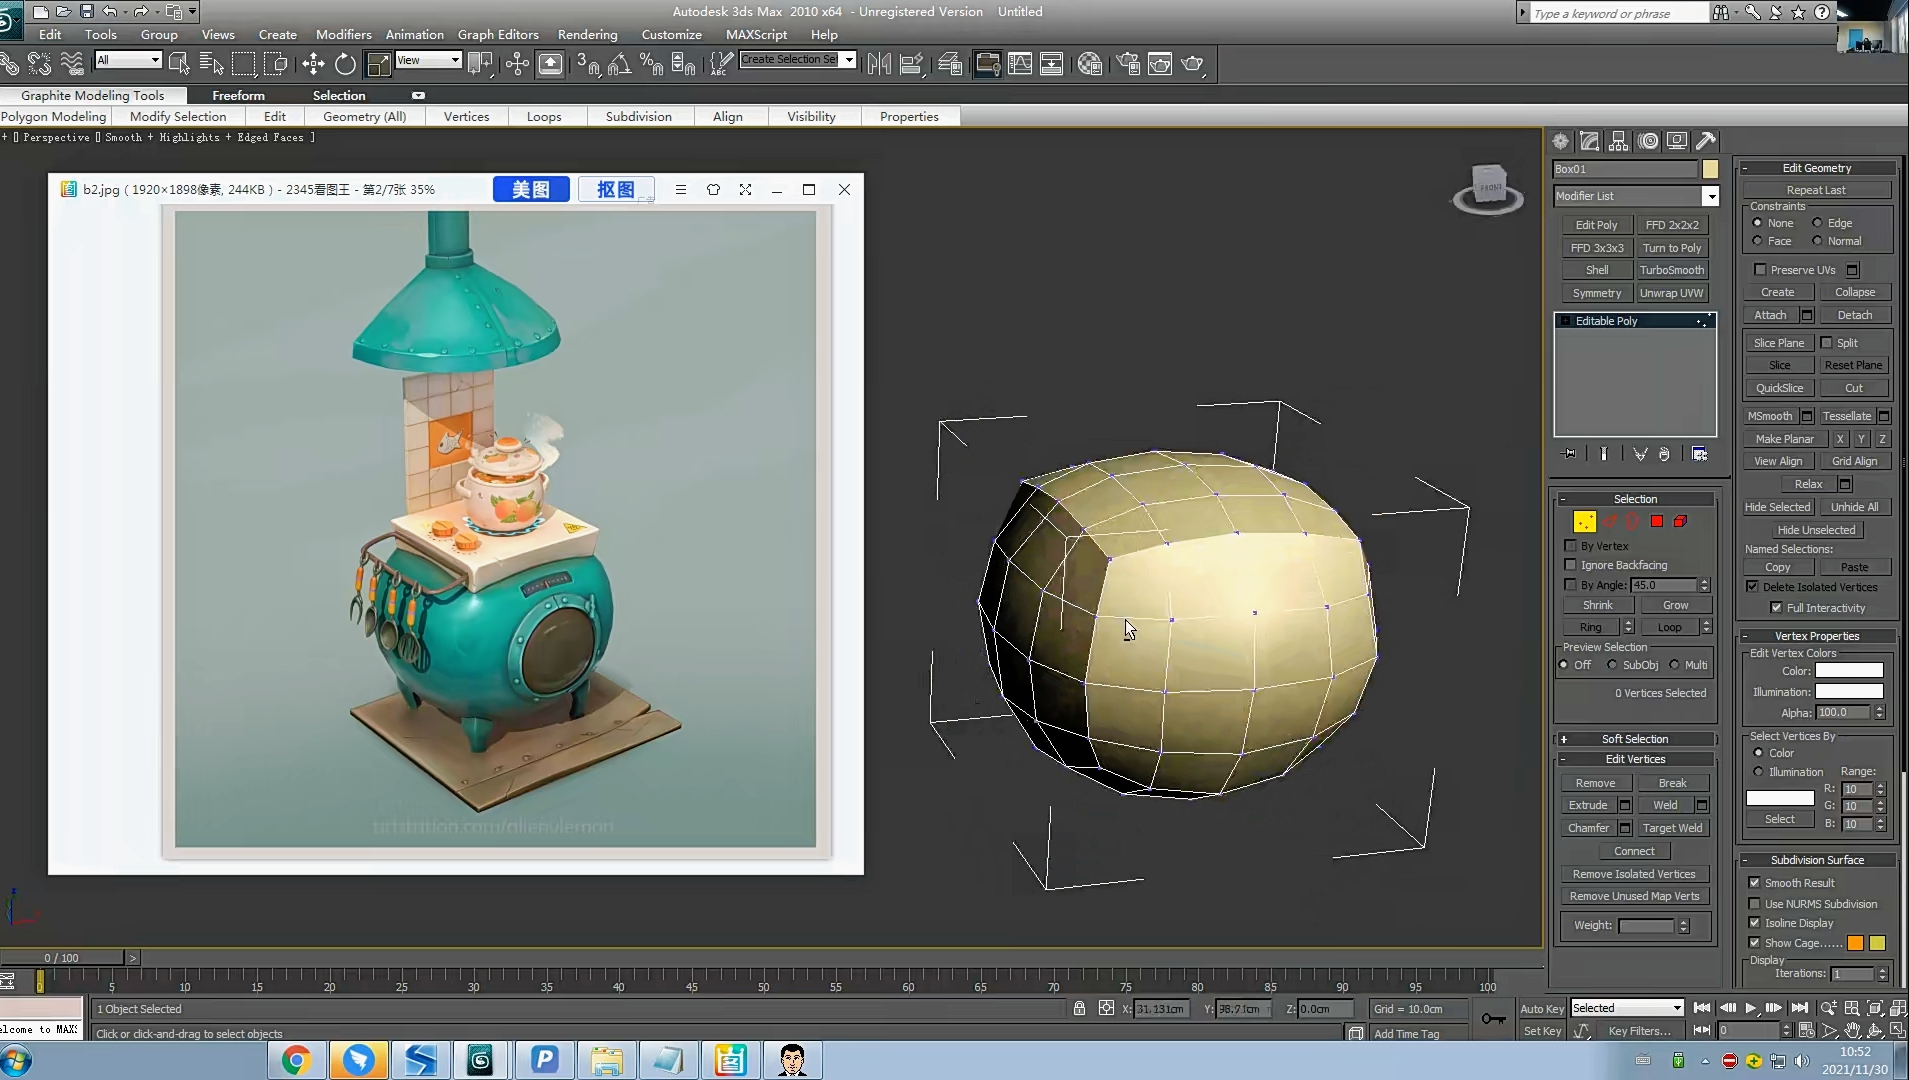 Autodesk 3ds Max 2010 x64 - Unregistered Version Untitled
Type a keyword or phrase
Edit Tools Group Views Create Modifiers Animation Graph Editors Rendering Customize MAXScript Help
All
View
Create Selection Set
Graphite Modeling Tools Freeform Selection
Polygon Modeling Modify Selection Edit Geometry (All) Vertices Loops Subdivision Align Visibility Properties
+ [] Perspective [] Smooth + Highlights + Edged Faces ]
b2.jpg ( 1920×1898像素, 244KB ) - 2345看图王 - 第2/7张 35%
美图
抠图
FRONT
Box01
Modifier List
Edit Poly FFD 2x2x2
FFD 3x3x3 Turn to Poly
Shell TurboSmooth
Symmetry Unwrap UVW
Editable Poly
Selection
By Vertex
Ignore Backfacing
By Angle: 45.0
Shrink Grow
Ring Loop
Preview Selection
Off SubObj Multi
0 Vertices Selected
+ Soft Selection
- Edit Vertices
Remove Break
Extrude Weld
Chamfer Target Weld
Connect
Remove Isolated Vertices
Remove Unused Map Verts
Weight:
- Edit Geometry
Repeat Last
Constraints
None Edge
Face Normal
Preserve UVs
Create Collapse
Attach Detach
Slice Plane Split
Slice Reset Plane
QuickSlice Cut
MSmooth Tessellate
Make Planar X Y Z
View Align Grid Align
Relax
Hide Selected Unhide All
Hide Unselected
Named Selections:
Copy Paste
Delete Isolated Vertices
Full Interactivity
- Vertex Properties
Edit Vertex Colors
Color:
Illumination:
Alpha: 100.0
Select Vertices By
Color
Illumination Range:
R: 10
G: 10
Select B: 10
- Subdivision Surface
Smooth Result
Use NURMS Subdivision
Isoline Display
Show Cage......
Display
Iterations: 1
0 / 100 >
0 5 10 15 20 25 30 35 40 45 50 55 60 65 70 75 80 85 90 95 100
1 Object Selected
X: 31.131cm Y: 98.91cm Z: 0.0cm Grid = 10.0cm
Auto Key Selected
elcome to MAXS
Click or click-and-drag to select objects
Add Time Tag
Set Key Key Filters... 0
10:52
2021/11/30